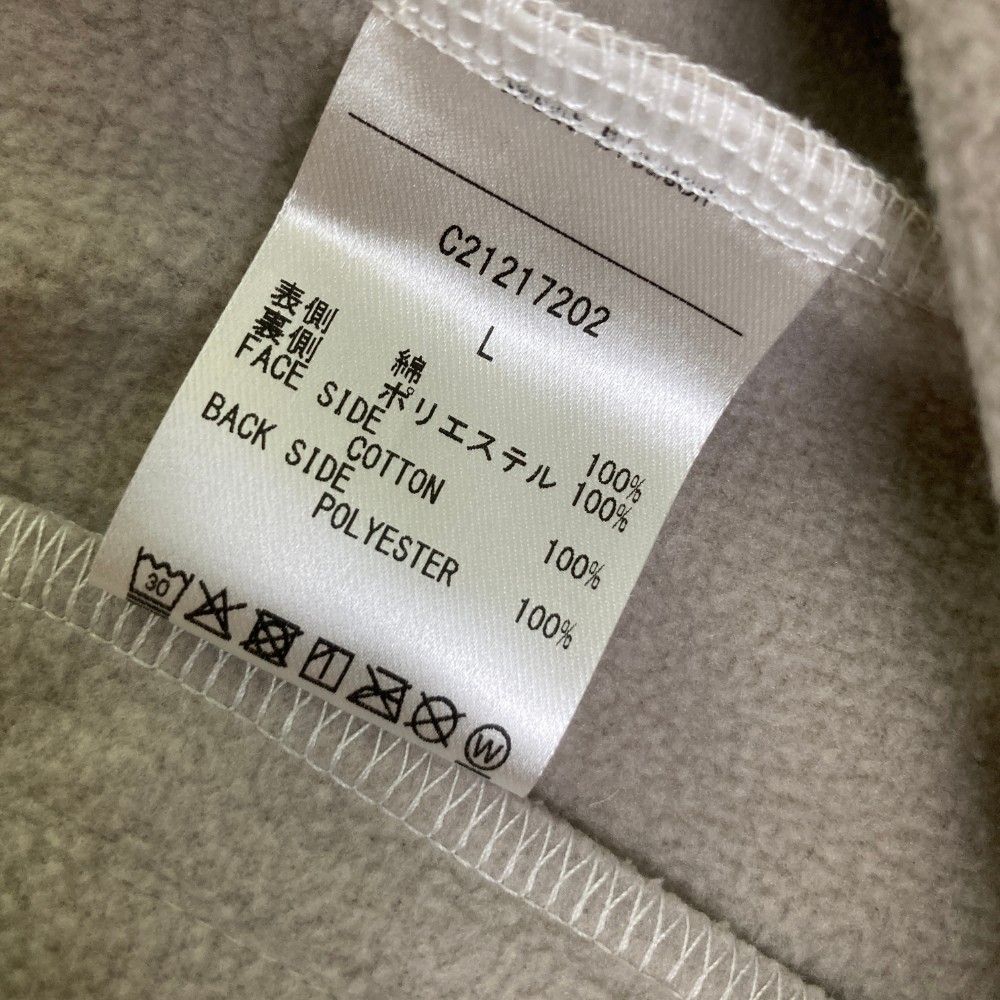 C21217202
L
表側 綿 100%
裏側 ポリエステル 100%
FACE SIDE
COTTON 100%
BACK SIDE
POLYESTER 100%
30
W